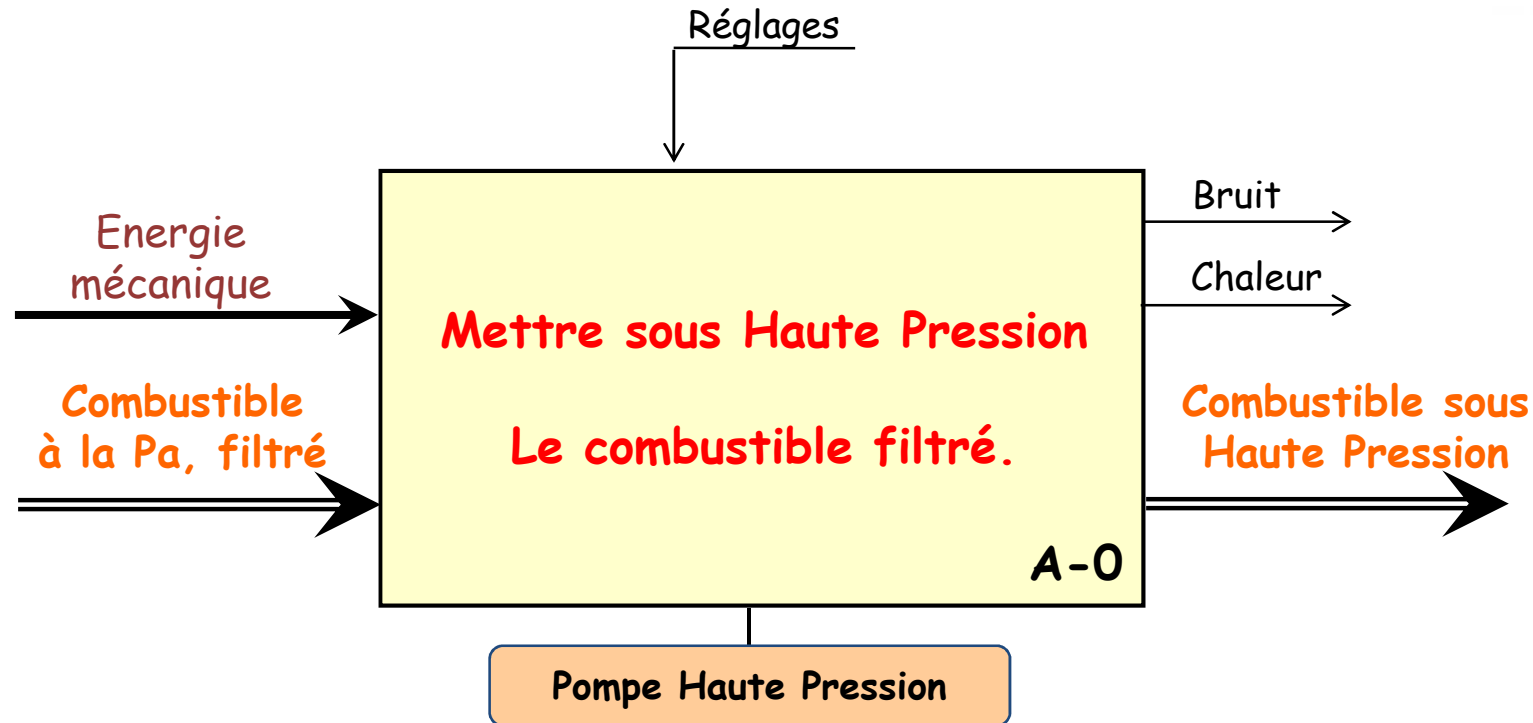 Réglages
Bruit
Energie
mécanique
Chaleur
Mettre sous Haute Pression
Combustible
à la Pa, filtré
Le combustible filtré.
Combustible sous
Haute Pression
A-0
Pompe Haute Pression